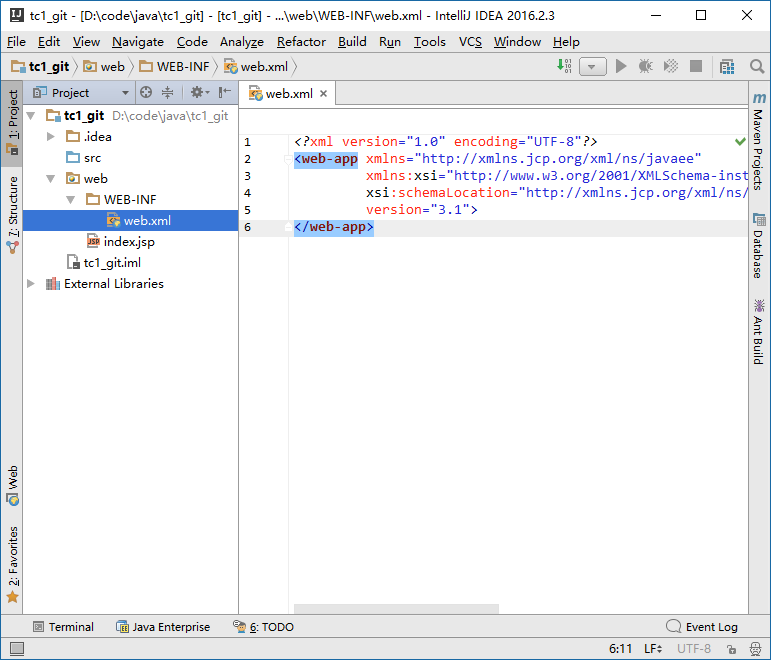 tc1_git - [D:\code\java\tc1_git] - [tc1_git] - ...\web\WEB-INF\web.xml - IntelliJ IDEA 2016.2.3
File Edit View Navigate Code Analyze Refactor Build Run Tools VCS Window Help
tc1_git web WEB-INF web.xml
Project
web.xml
1: Project
7: Structure
Web
2: Favorites
tc1_git D:\code\java\tc1_git
.idea
src
web
WEB-INF
web.xml
index.jsp
tc1_git.iml
External Libraries
1 <?xml version="1.0" encoding="UTF-8"?>
2 <web-app xmlns="http://xmlns.jcp.org/xml/ns/javaee"
3 xmlns:xsi="http://www.w3.org/2001/XMLSchema-inst
4 xsi:schemaLocation="http://xmlns.jcp.org/xml/ns/
5 version="3.1">
6 </web-app>
Maven Projects
Database
Ant Build
Terminal Java Enterprise 6: TODO Event Log
6:11 LF UTF-8